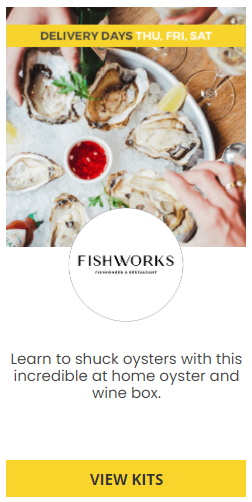 DELIVERY DAYS THU, FRI, SAT
FISHWORKS
FISHMONGER & RESTAURANT
Learn to shuck oysters with this
incredible at home oyster and
wine box.
VIEW KITS